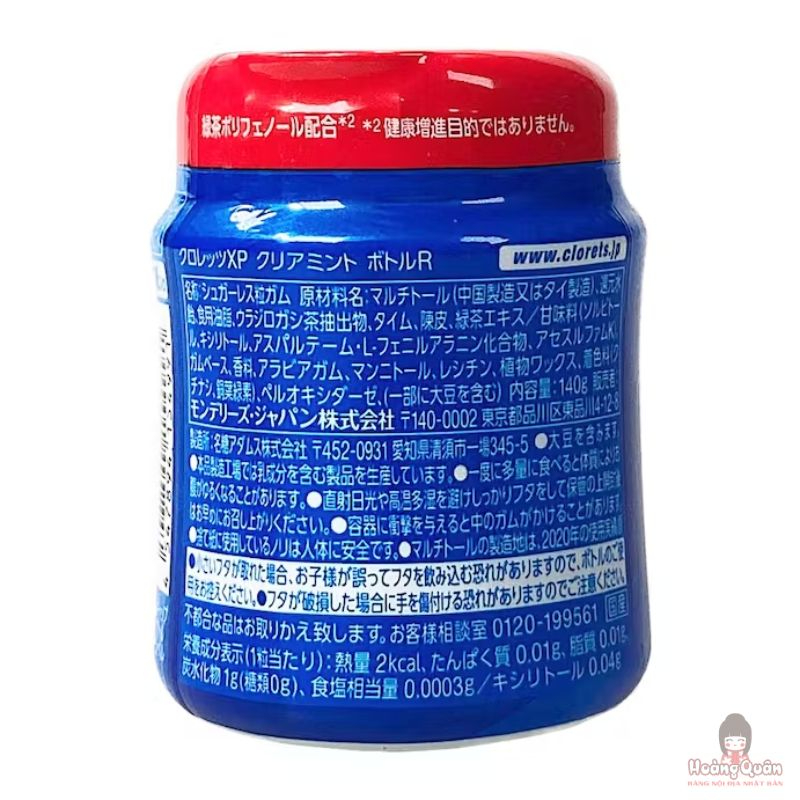 緑茶ポリフェノール配合*2 *2 健康増進目的ではありません。
クロレッツXP クリアミント ボトルR
www.clorets.jp
名称:シュガーレス粒ガム 原材料名:マルチトール(中国製造又はタイ製造)、還元水
飴、食用油脂、ウラジロガシ茶抽出物、タイム、陳皮、緑茶エキス/甘味料(ソルビトー
ル、キシリトール、アスパルテーム・L-フェニルアラニン化合物、アセスルファムK)、
ガムベース、香料、アラビアガム、マンニトール、レシチン、植物ワックス、着色料(ク
チナシ、銅葉緑素)、ペルオキシダーゼ、(一部に大豆を含む) 内容量:140g 販売者:
モンデリーズ・ジャパン株式会社 〒140-0002 東京都品川区東品川4-12-8
製造所:名糖アダムス株式会社 〒452-0931 愛知県清須市一場345-5 ●大豆を含みます。
●本品製造工場では乳成分を含む製品を生産しています。●一度に多量に食べると体質により
腹がゆるくなることがあります。●直射日光や高温多湿を避けしっかりフタをして保管の上開封後
はお早めにお召し上がりください。●容器に衝撃を与えると中のガムがかけることがあります。
●捨て紙に使用しているノリは人体に安全です。●マルチトールの製造地は、2020年の使用実績順
●小さいフタが取れた場合、お子様が誤ってフタを飲み込む恐れがありますので、ボトルのご使
用をお控えください。●フタが破損した場合に手を傷付ける恐れがありますのでご注意ください。
不都合な品はお取りかえ致します。お客様相談室 0120-199561 国産
栄養成分表示(1粒当たり):熱量 2kcal、たんぱく質 0.01g、脂質 0.01g、
炭水化物 1g(糖類0g)、食塩相当量 0.0003g/キシリトール 0.04g
Hoàng Quân
HÀNG NỘI ĐỊA NHẬT BẢN